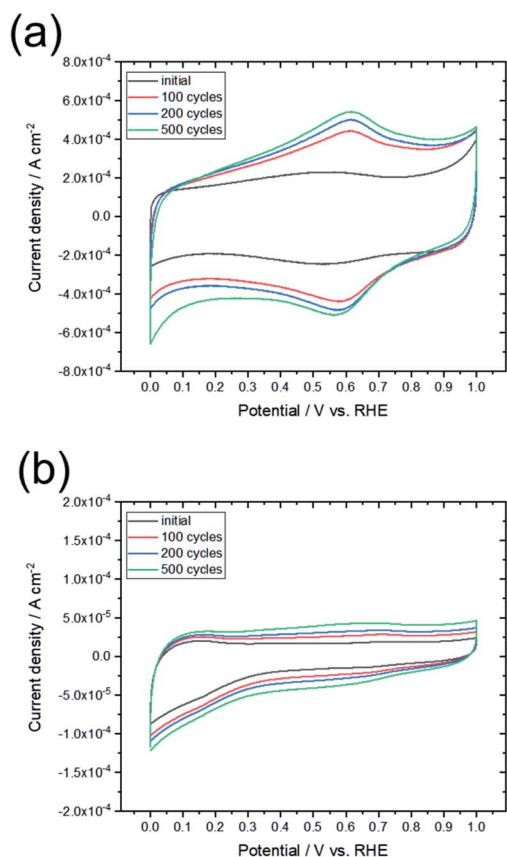 (a)
8.0x10⁻⁴
6.0x10⁻⁴
4.0x10⁻⁴
2.0x10⁻⁴
0.0
-2.0x10⁻⁴
-4.0x10⁻⁴
-6.0x10⁻⁴
-8.0x10⁻⁴
Current density / A cm⁻²
initial
100 cycles
200 cycles
500 cycles
0.0 0.1 0.2 0.3 0.4 0.5 0.6 0.7 0.8 0.9 1.0
Potential / V vs. RHE
(b)
2.0x10⁻⁴
1.5x10⁻⁴
1.0x10⁻⁴
5.0x10⁻⁵
0.0
-5.0x10⁻⁵
-1.0x10⁻⁴
-1.5x10⁻⁴
-2.0x10⁻⁴
Current density / A cm⁻²
initial
100 cycles
200 cycles
500 cycles
0.0 0.1 0.2 0.3 0.4 0.5 0.6 0.7 0.8 0.9 1.0
Potential / V vs. RHE